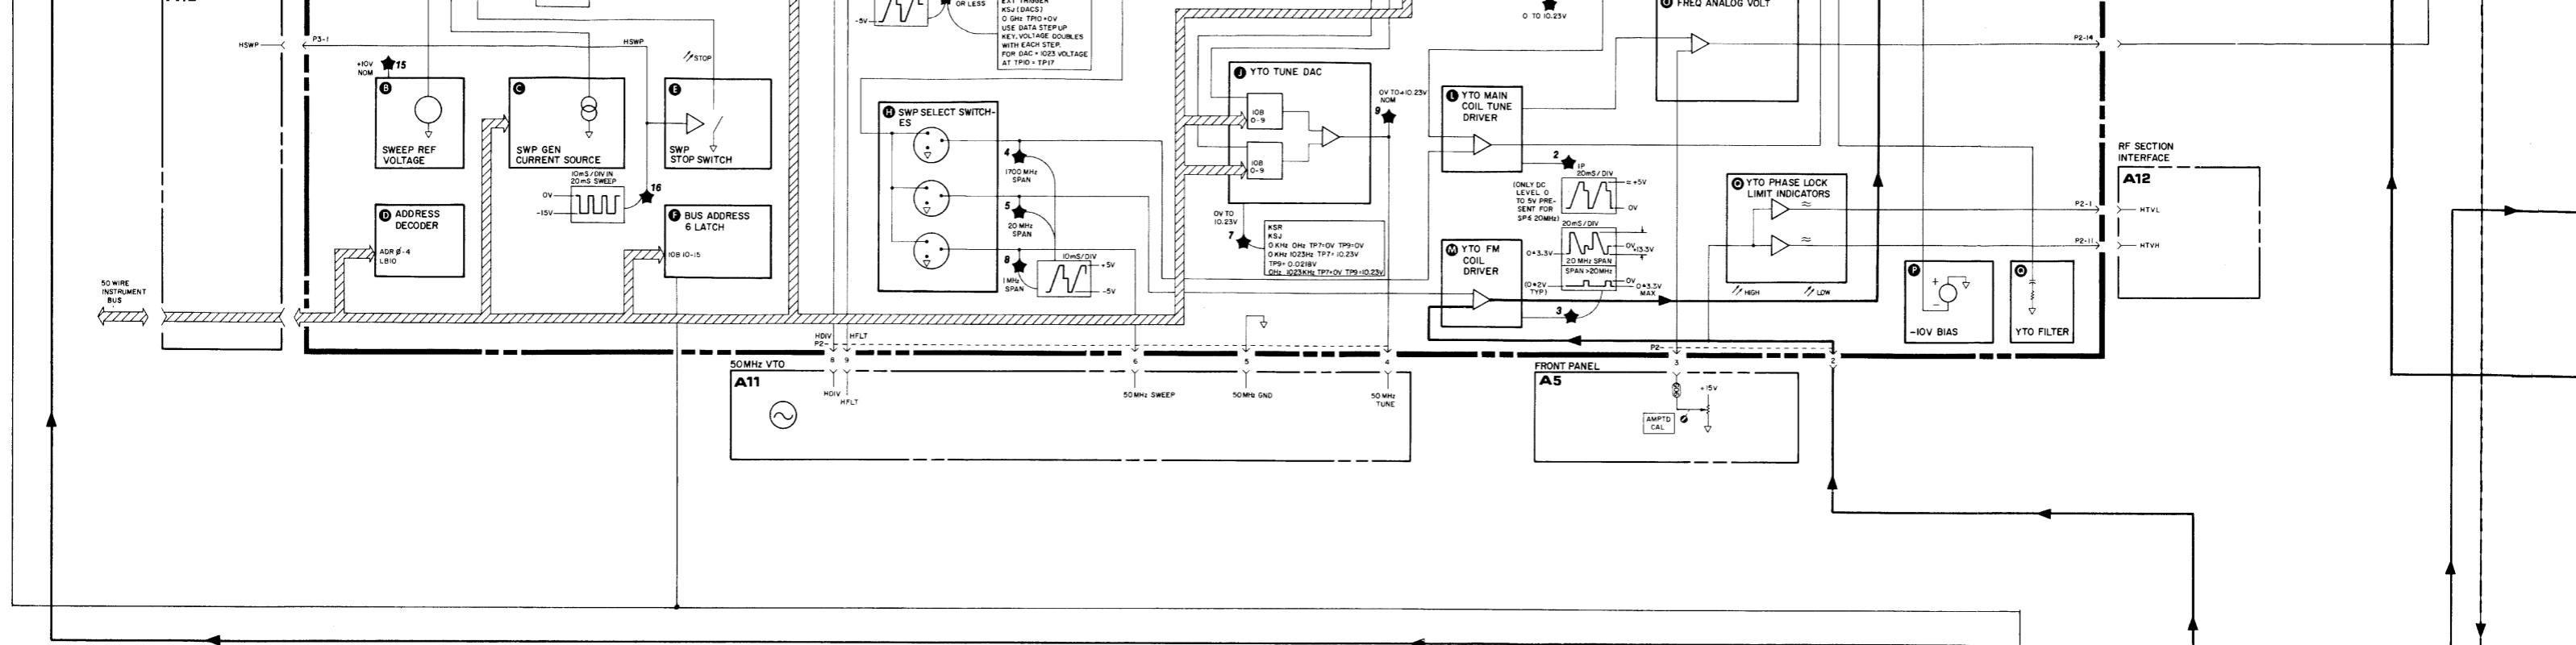 HSWP
P3-1
HSWP
+10V
NOM
15
B
SWEEP REF
VOLTAGE
C
SWP GEN
CURRENT SOURCE
STOP
E
SWP
STOP SWITCH
10mS/DIV IN
20mS SWEEP
0V
-15V
16
D ADDRESS
DECODER
ADR Ø-4
LB10
F BUS ADDRESS
6 LATCH
IOB 10-15
50 WIRE
INSTRUMENT
BUS
-5V
OR LESS
EXT TRIGGER
KSJ (DACS)
0 GHz TP10=0V
USE DATA STEP UP
KEY. VOLTAGE DOUBLES
WITH EACH STEP.
FOR DAC = 1023 VOLTAGE
AT TP10 = TP17
H SWP SELECT SWITCH-
ES
4
1700 MHz
SPAN
5
20 MHz
SPAN
8
1 MHz
SPAN
10mS/DIV
+5V
-5V
J YTO TUNE DAC
IOB
0-9
IOB
0-9
0V TO +10.23V
NOM
9
0V TO
10.23V
7
KSR
KSJ
0 KHz 0Hz TP7=0V TP9=0V
0 KHz 1023Hz TP7= 10.23V
TP9= 0.0218V
0Hz 1023KHz TP7=0V TP9=10.23V
0 TO 10.23V
FREQ ANALOG VOLT
L YTO MAIN
COIL TUNE
DRIVER
2
1P
20mS/DIV
(ONLY DC
LEVEL 0
TO 5V PRE-
SENT FOR
SP≤ 20MHz)
≈+5V
0V
M YTO FM
COIL
DRIVER
20mS/DIV
0±3.3V
0V
±3.3V
20 MHz SPAN
SPAN >20MHz
(0±2V
TYP)
0V
0±3.3V
MAX
3
YTO PHASE LOCK
LIMIT INDICATORS
HIGH
LOW
P
-10V BIAS
Q
YTO FILTER
P2-14
P2-1
P2-11
RF SECTION
INTERFACE
A12
HTVL
HTVH
HDIV
HFLT
P2-
8
9
6
5
4
P2-
3
2
50MHz VTO
A11
HDIV
HFLT
50MHz SWEEP
50MHz GND
50 MHz
TUNE
FRONT PANEL
A5
+15V
AMPTD
CAL